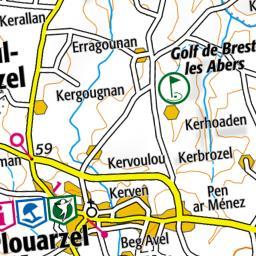 Kerallan
Erragounan
Golf de Brest
les Abers
Kergougnan
Kerhoaden
59
Kervoulou
Kerbrozel
Kerven
Pen
ar Ménez
Plouarzel
Beg Avel